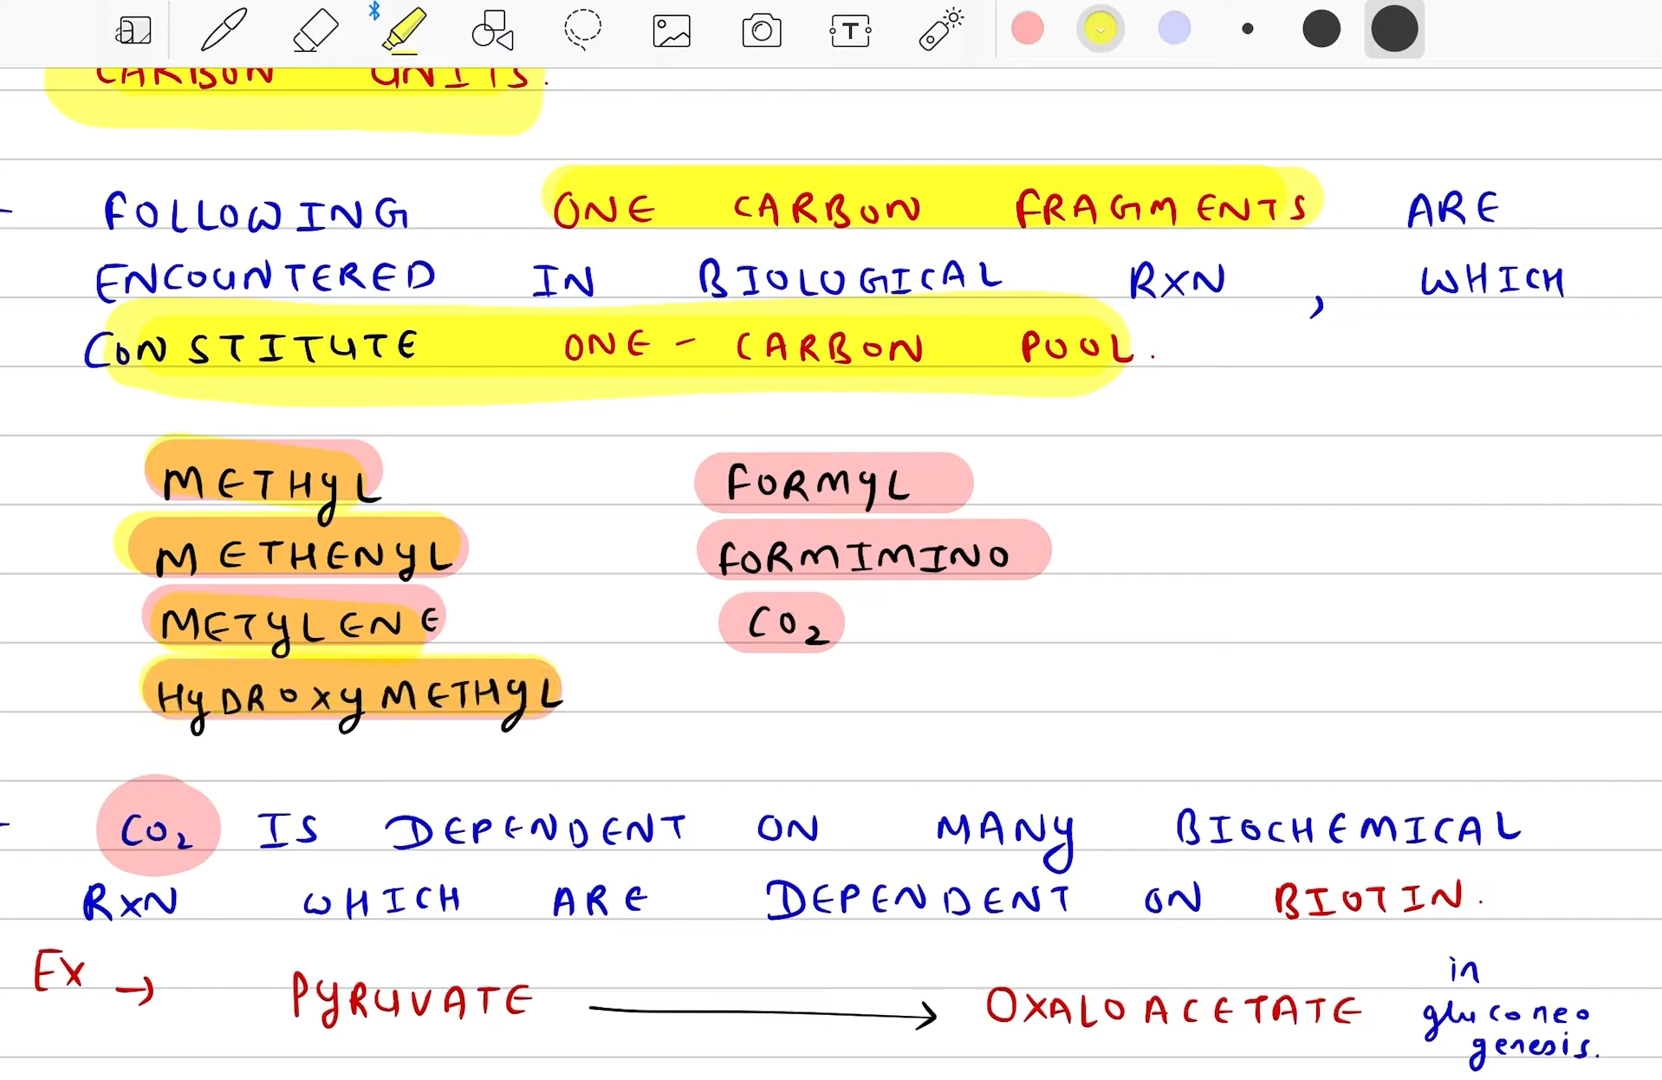 CARBON UNITS.
- FOLLOWING ONE CARBON FRAGMENTS ARE
ENCOUNTERED IN BIOLOGICAL RXN , WHICH
CONSTITUTE ONE - CARBON POOL.
METHYL
METHENYL
METYLENE
HYDROXYMETHYL
FORMYL
FORMIMINO
CO₂
- CO₂ IS DEPENDENT ON MANY BIOCHEMICAL
RXN WHICH ARE DEPENDENT ON BIOTIN.
EX → PYRUVATE ⟶ OXALOACETATE in
gluconeo
genesis.